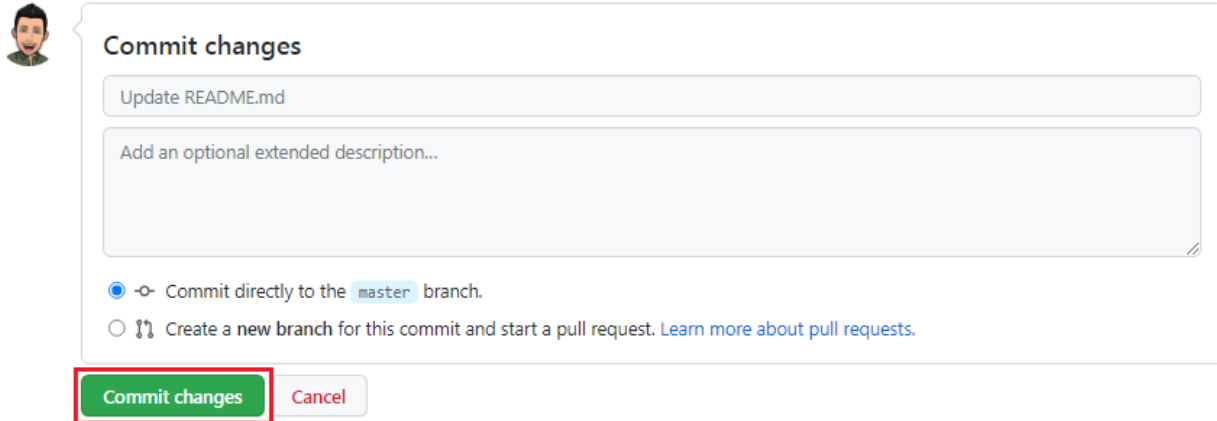 Commit changes
Update README.md
Add an optional extended description...
Commit directly to the master branch.
Create a new branch for this commit and start a pull request. Learn more about pull requests.
Commit changes Cancel